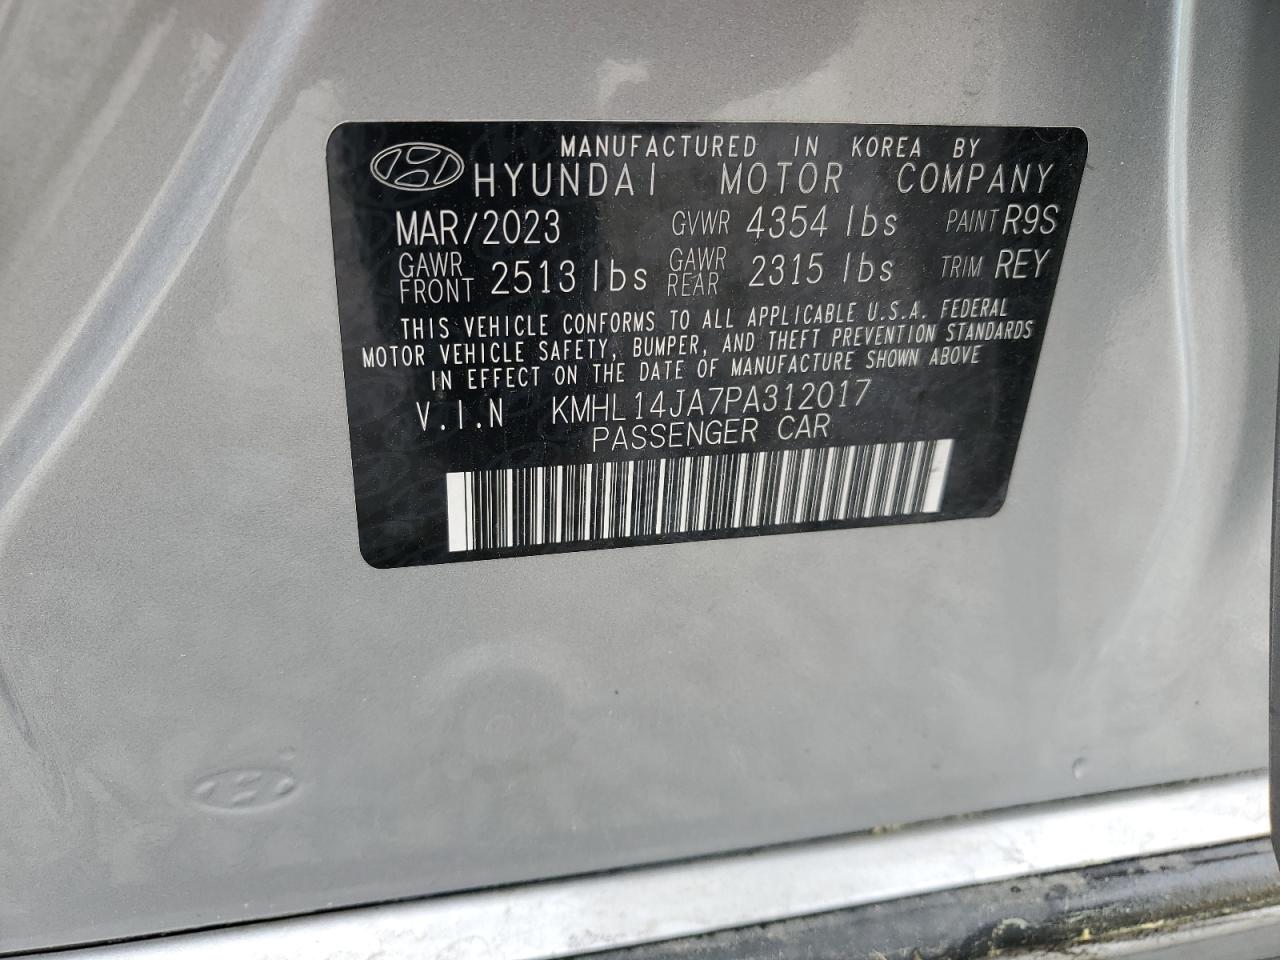 MANUFACTURED IN KOREA BY
HYUNDAI MOTOR COMPANY
MAR/2023 GVWR 4354 lbs PAINT R9S
GAWR FRONT 2513 lbs GAWR REAR 2315 lbs TRIM REY
THIS VEHICLE CONFORMS TO ALL APPLICABLE U.S.A. FEDERAL
MOTOR VEHICLE SAFETY, BUMPER, AND THEFT PREVENTION STANDARDS
IN EFFECT ON THE DATE OF MANUFACTURE SHOWN ABOVE
V.I.N KMHL14JA7PA312017
PASSENGER CAR